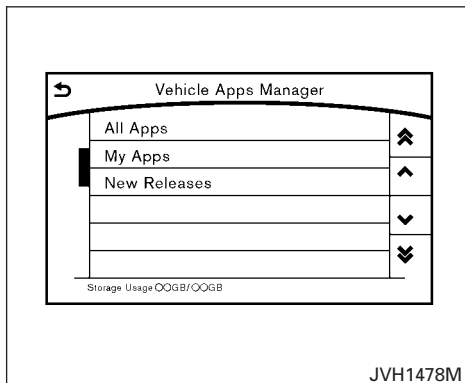 Vehicle Apps Manager
All Apps
My Apps
New Releases
Storage Usage○○GB/○○GB
JVH1478M